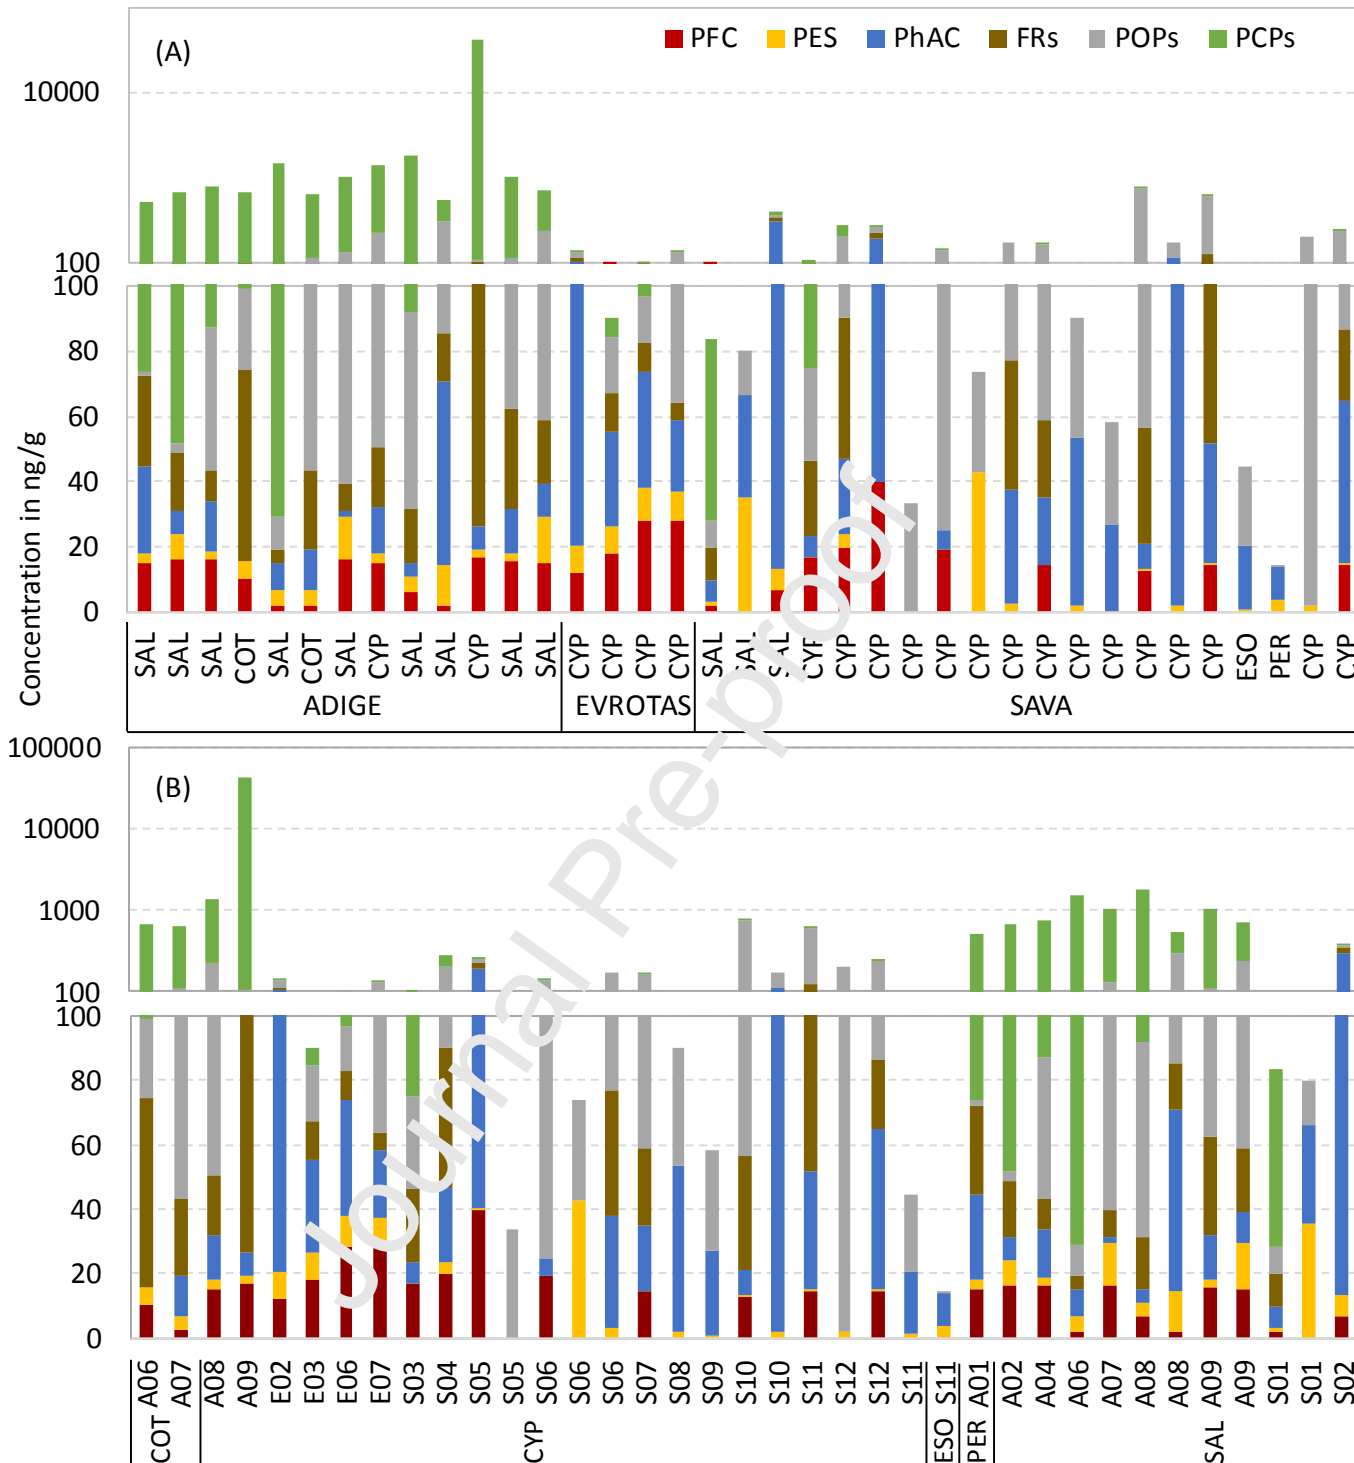 (A)
PFC PES PhAC FRs POPs PCPs
10000
100
100
80
60
40
20
0
Concentration in ng/g
SAL SAL SAL COT SAL COT SAL CYP SAL SAL CYP SAL SAL CYP CYP CYP CYP SAL SAL SAL CYP CYP CYP CYP CYP CYP CYP CYP CYP CYP CYP CYP CYP ESO PER CYP CYP
ADIGE EVROTAS SAVA
Journal Pre-proof
100000
(B)
10000
1000
100
100
80
60
40
20
0
A06 A07 A08 A09 E02 E03 E06 E07 S03 S04 S05 S05 S06 S06 S06 S07 S08 S09 S10 S10 S11 S12 S12 S11 S11 A01 A02 A04 A06 A07 A08 A08 A09 A09 S01 S01 S02
COT CYP ESO PER SAL